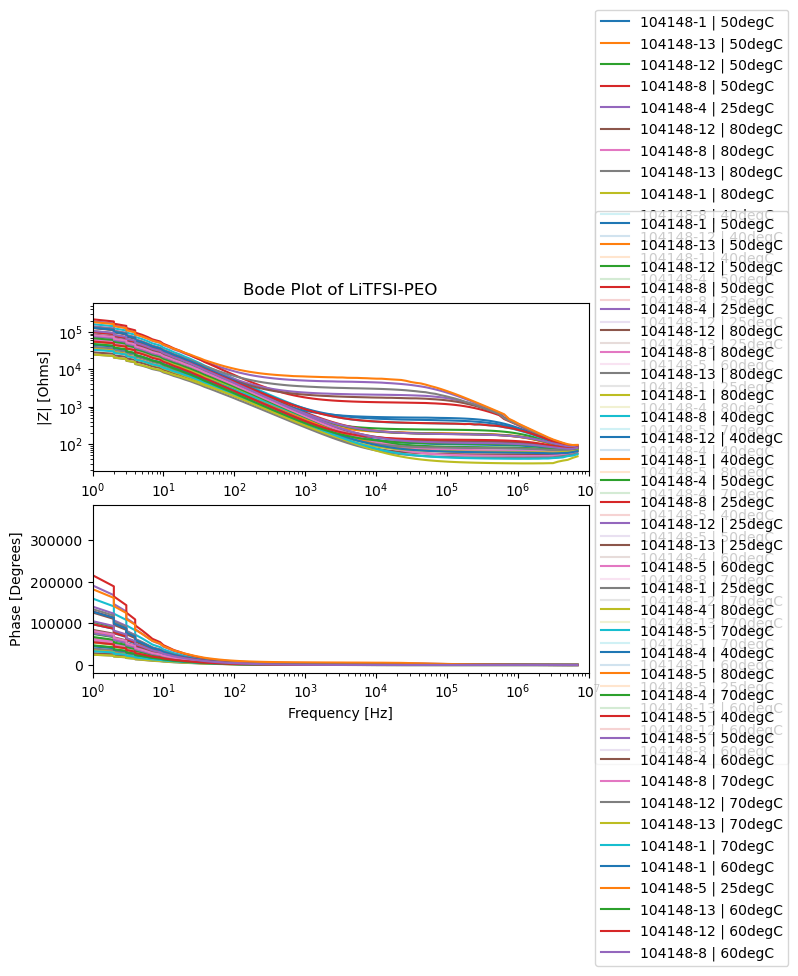 104148-1 | 50degC
104148-13 | 50degC
104148-12 | 50degC
104148-8 | 50degC
104148-4 | 25degC
104148-12 | 80degC
104148-8 | 80degC
104148-13 | 80degC
104148-1 | 80degC
Bode Plot of LiTFSI-PEO
|Z| [Ohms]
10⁵
10⁴
10³
10²
10⁰ 10¹ 10² 10³ 10⁴ 10⁵ 10⁶ 10⁷
Phase [Degrees]
300000
200000
100000
0
10⁰ 10¹ 10² 10³ 10⁴ 10⁵ 10⁶ 10⁷
Frequency [Hz]
104148-1 | 50degC
104148-13 | 50degC
104148-12 | 50degC
104148-8 | 50degC
104148-4 | 25degC
104148-12 | 80degC
104148-8 | 80degC
104148-13 | 80degC
104148-1 | 80degC
104148-8 | 40degC
104148-12 | 40degC
104148-1 | 40degC
104148-4 | 50degC
104148-8 | 25degC
104148-12 | 25degC
104148-13 | 25degC
104148-5 | 60degC
104148-1 | 25degC
104148-4 | 80degC
104148-5 | 70degC
104148-4 | 40degC
104148-5 | 80degC
104148-4 | 70degC
104148-5 | 40degC
104148-5 | 50degC
104148-4 | 60degC
104148-8 | 70degC
104148-12 | 70degC
104148-13 | 70degC
104148-1 | 70degC
104148-1 | 60degC
104148-5 | 25degC
104148-13 | 60degC
104148-12 | 60degC
104148-8 | 60degC